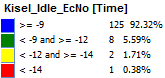 Kisel_Idle_EcNo [Time]
>= -9 125 92.32%
< -9 and >= -12 8 5.59%
< -12 and >= -14 2 1.71%
< -14 1 0.38%